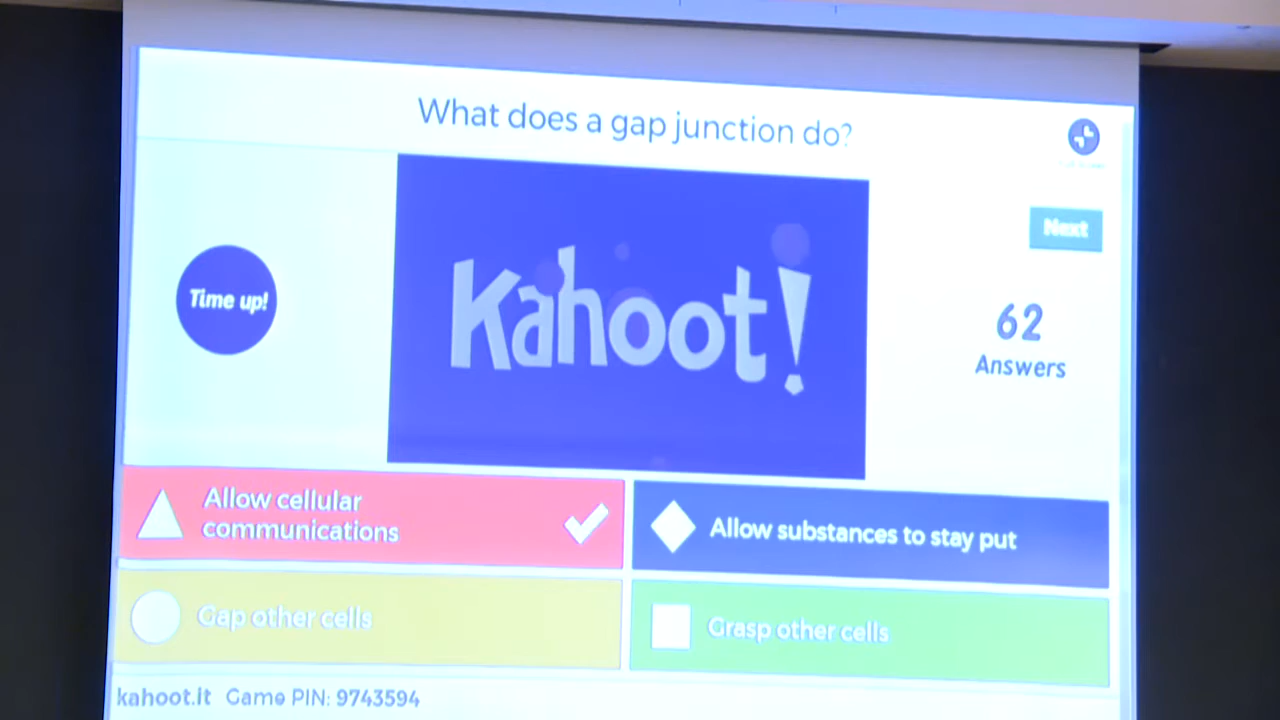 What does a gap junction do?
Next
Time up!
Kahoot!
62
Answers
Allow cellular
communications
Allow substances to stay put
Gap other cells
Grasp other cells
kahoot.it Game PIN: 9743594